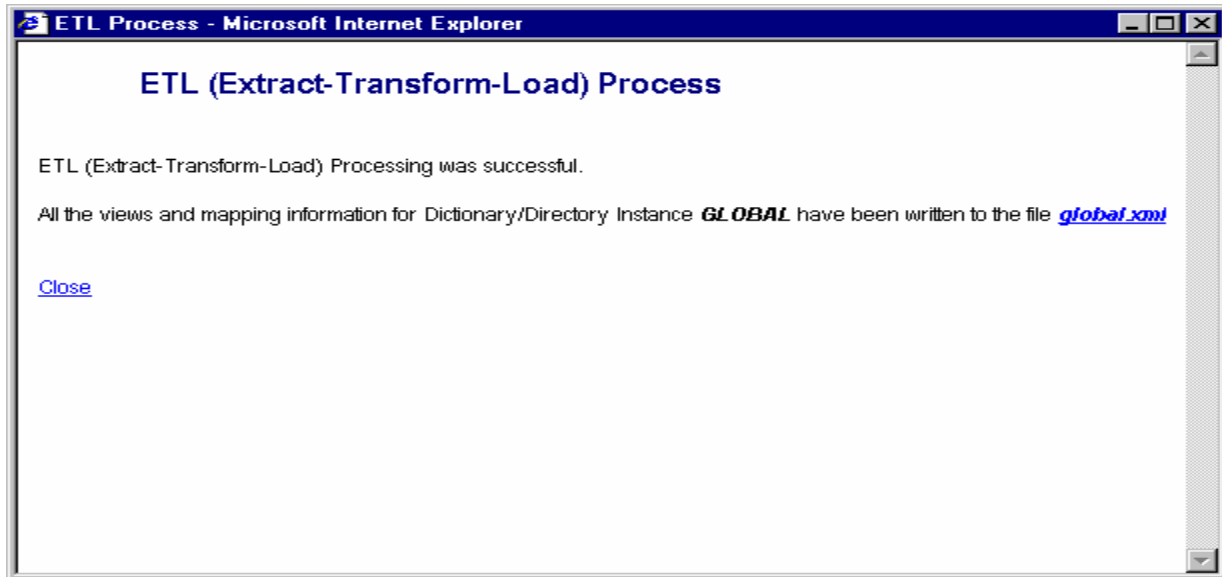 ETL Process - Microsoft Internet Explorer
ETL (Extract-Transform-Load) Process
ETL (Extract-Transform-Load) Processing was successful.
All the views and mapping information for Dictionary/Directory Instance GLOBAL have been written to the file global.xml
Close